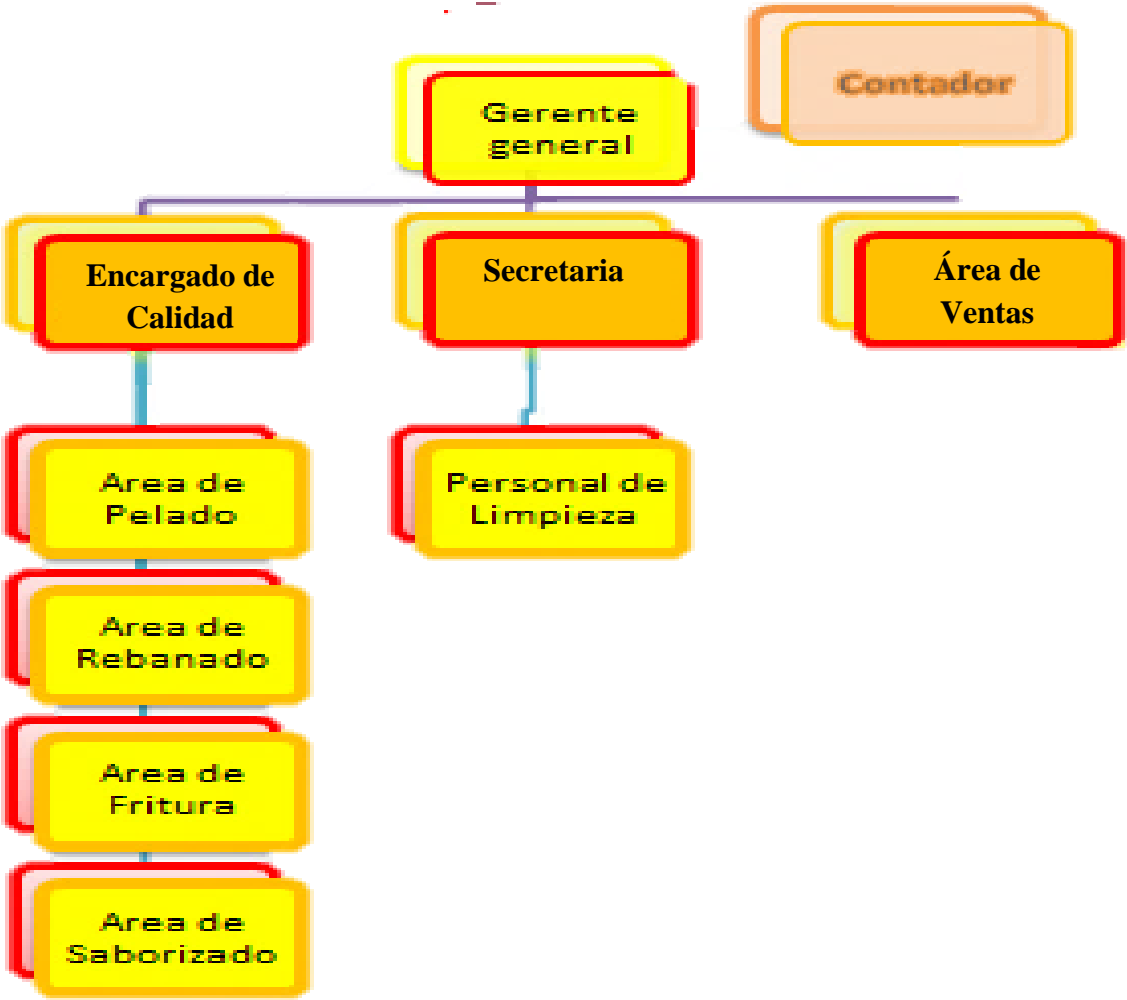 Contador
Gerente
general
Encargado de
Calidad
Secretaria
Área de
Ventas
Area de
Pelado
Personal de
Limpieza
Area de
Rebanado
Area de
Fritura
Area de
Saborizado